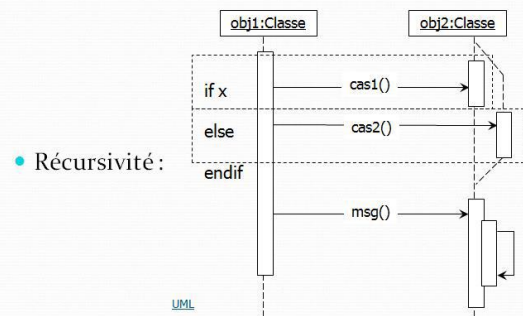 obj1:Classe
obj2:Classe
if x
cas1()
else
cas2()
• Récursivité :
endif
msg()
UML